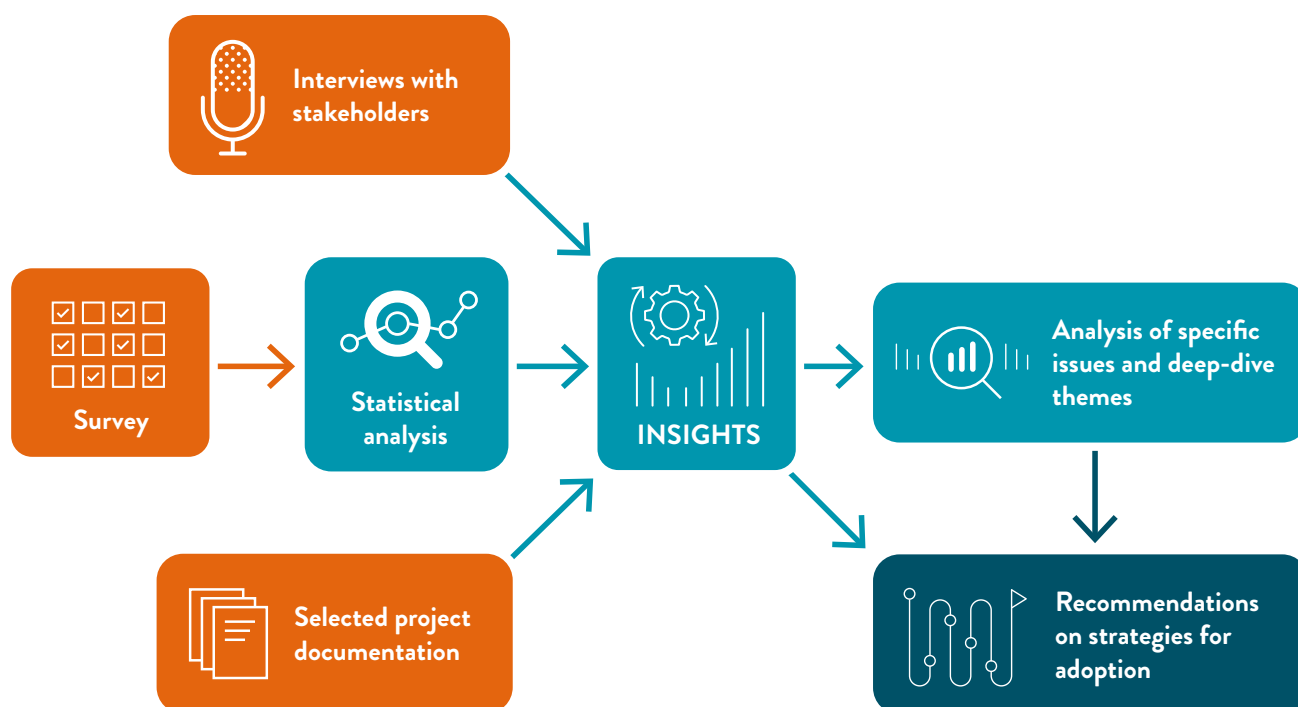 Interviews with
stakeholders
Survey
Statistical
analysis
INSIGHTS
Analysis of specific
issues and deep-dive
themes
Selected project
documentation
Recommendations
on strategies for
adoption